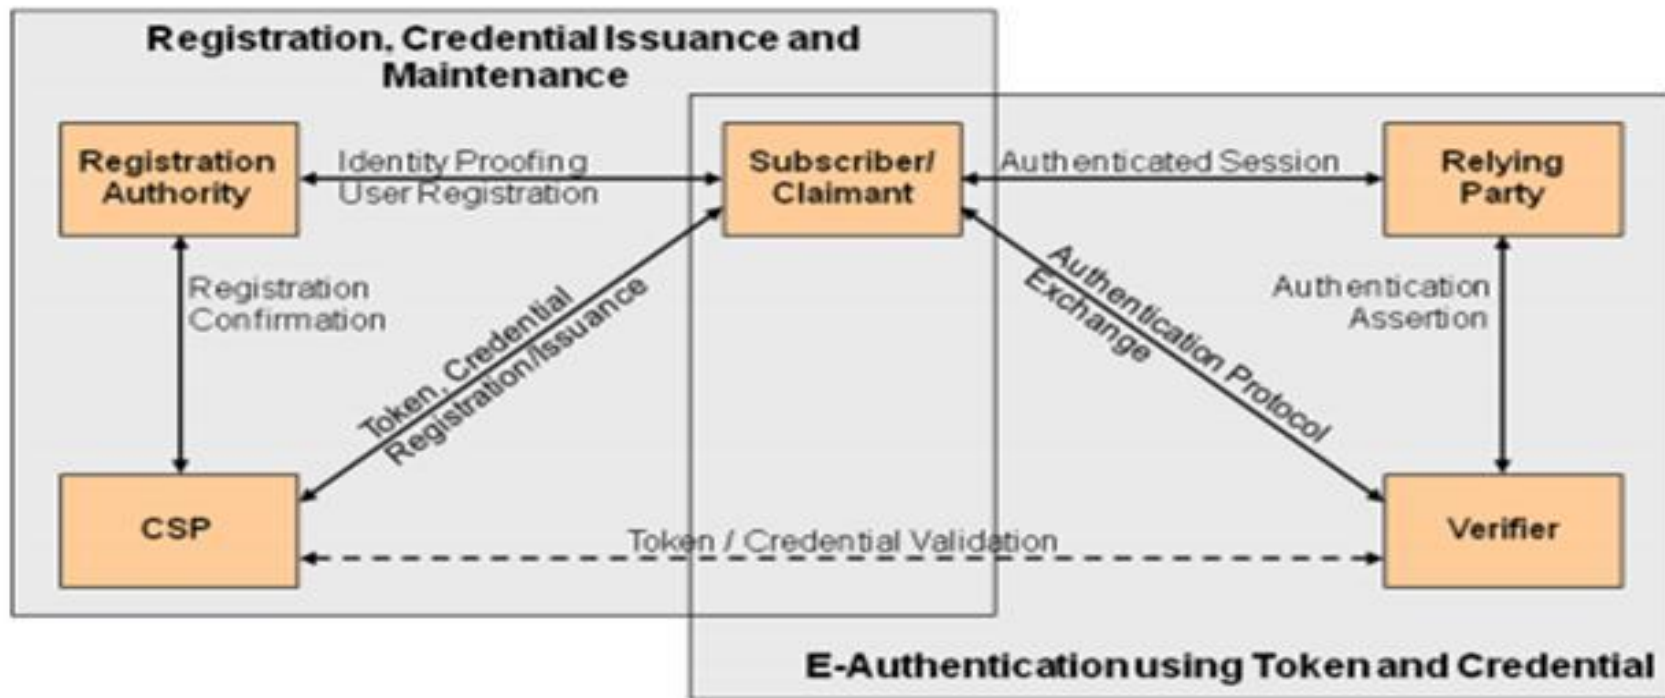 Registration, Credential Issuance and
Maintenance
Registration
Authority
Identity Proofing
User Registration
Subscriber/
Claimant
Authenticated Session
Relying
Party
Registration
Confirmation
Token, Credential
Registration/Issuance
Authentication Protocol
Exchange
Authentication
Assertion
CSP
Token / Credential Validation
Verifier
E-Authentication using Token and Credential